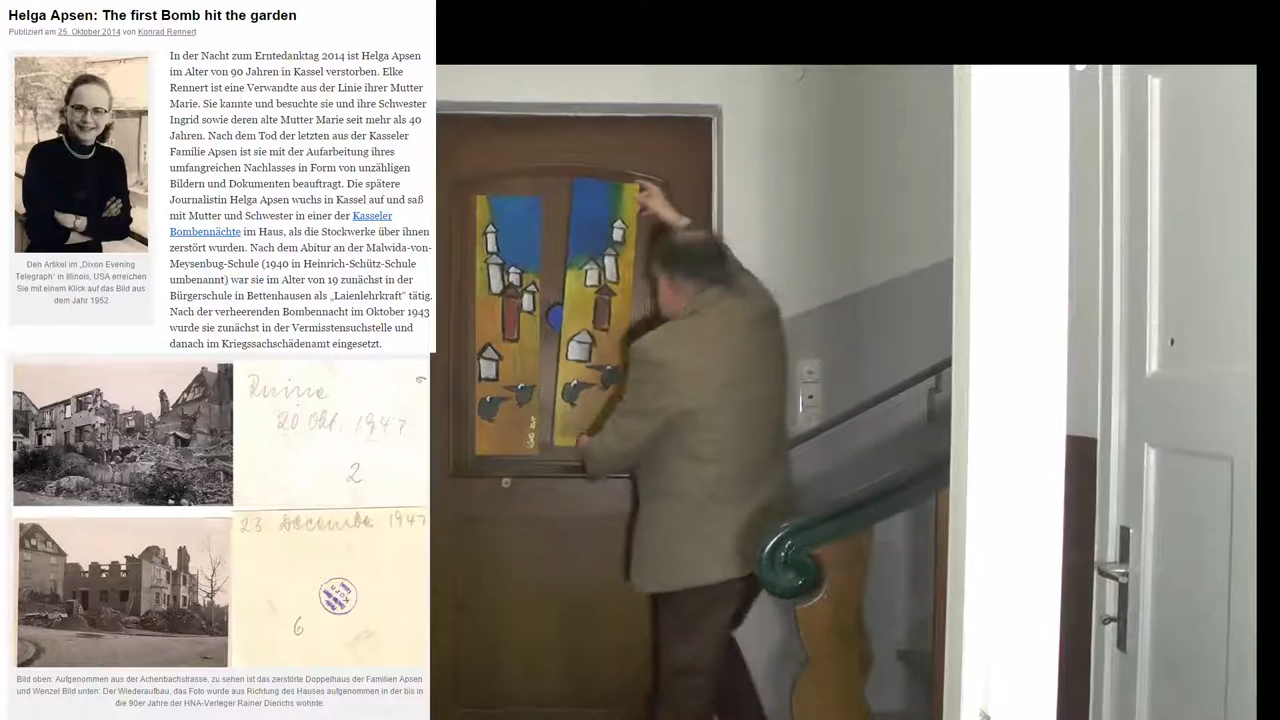 Helga Apsen: The first Bomb hit the garden
Publiziert am 25. Oktober 2014 von Konrad Rennert
In der Nacht zum Erntedanktag 2014 ist Helga Apsen
im Alter von 90 Jahren in Kassel verstorben. Elke
Rennert ist eine Verwandte aus der Linie ihrer Mutter
Marie. Sie kannte und besuchte sie und ihre Schwester
Ingrid sowie deren alte Mutter Marie seit mehr als 40
Jahren. Nach dem Tod der letzten aus der Kasseler
Familie Apsen ist sie mit der Aufarbeitung ihres
umfangreichen Nachlasses in Form von unzähligen
Bildern und Dokumenten beauftragt. Die spätere
Journalistin Helga Apsen wuchs in Kassel auf und saß
mit Mutter und Schwester in einer der Kasseler
Bombennächte im Haus, als die Stockwerke über ihnen
zerstört wurden. Nach dem Abitur an der Malwida-von-
Meysenbug-Schule (1940 in Heinrich-Schütz-Schule
umbenannt) war sie im Alter von 19 zunächst in der
Bürgerschule in Bettenhausen als „Laienlehrkraft“ tätig.
Nach der verheerenden Bombennacht im Oktober 1943
wurde sie zunächst in der Vermisstensuchstelle und
danach im Kriegssachschädenamt eingesetzt.
Den Artikel im „Dixon Evening
Telegraph“ in Illinois, USA erreichen
Sie mit einem Klick auf das Bild aus
dem Jahr 1952
Ruine
20 Okt. 1947
2
23 Dezember 1947
6
Bild oben: Aufgenommen aus der Achenbachstrasse, zu sehen ist das zerstörte Doppelhaus der Familien Apsen
und Wenzel Bild unten: Der Wiederaufbau, das Foto wurde aus Richtung des Hauses aufgenommen in der bis in
die 90er Jahre der HNA-Verleger Rainer Dierichs wohnte.